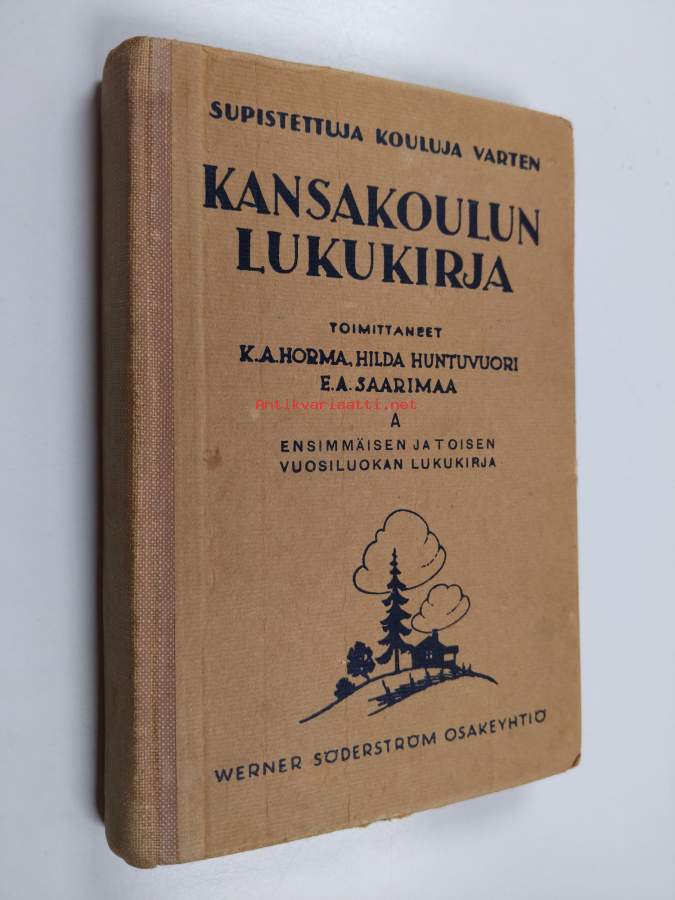 SUPISTETTUJA KOULUJA VARTEN
KANSAKOULUN
LUKUKIRJA
TOIMITTANEET
K.A.HORMA, HILDA HUNTUVUORI
E.A.SAARIMAA
Antikvariaatti.net
A
ENSIMMÄISEN JA TOISEN
VUOSILUOKAN LUKUKIRJA
WERNER SÖDERSTRÖM OSAKEYHTIÖ